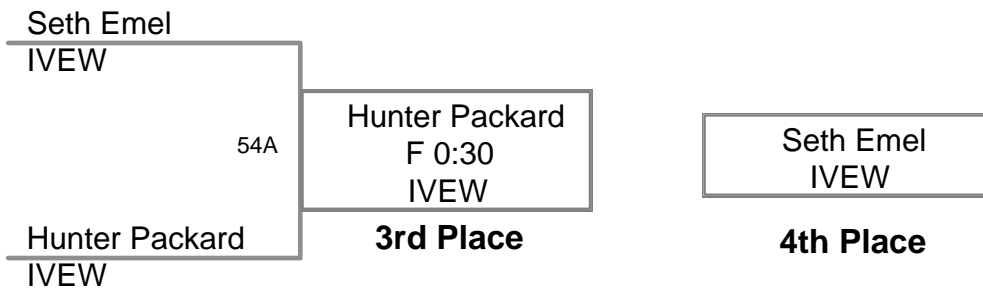 Seth Emel
IVEW
54A
Hunter Packard
IVEW
Hunter Packard
F 0:30
IVEW
3rd Place
Seth Emel
IVEW
4th Place